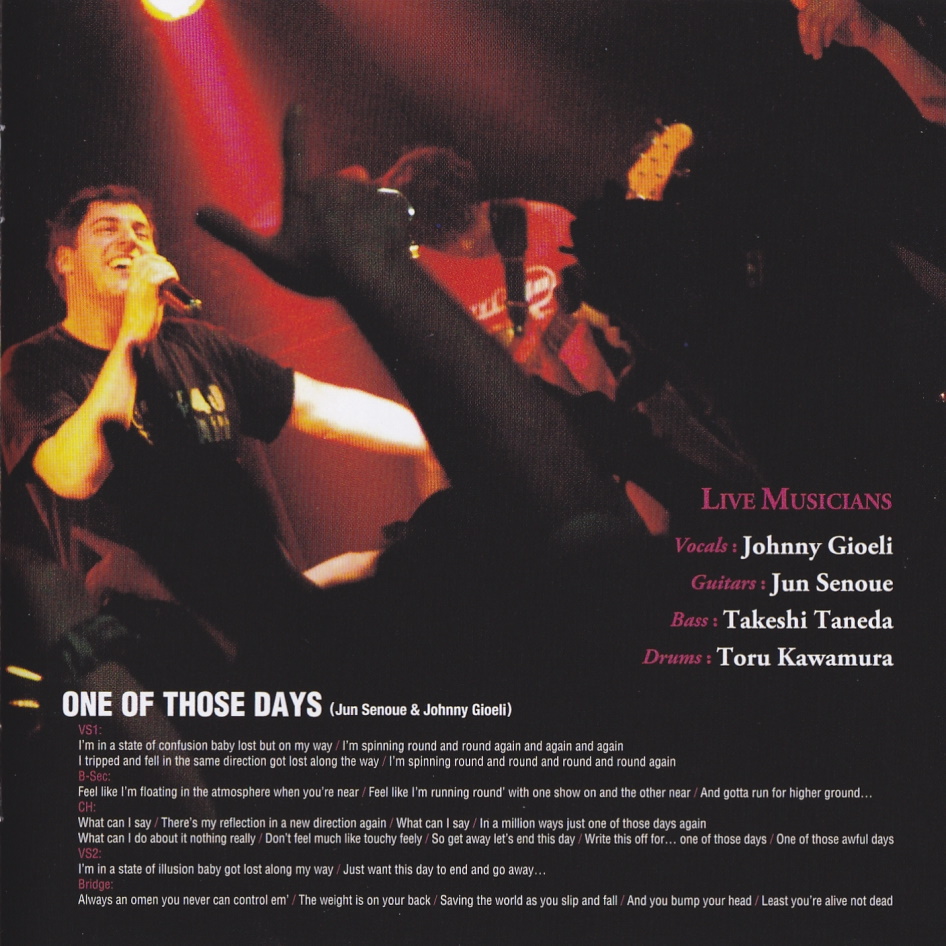 LIVE MUSICIANS
Vocals : Johnny Gioeli
Guitars : Jun Senoue
Bass : Takeshi Taneda
Drums : Toru Kawamura
ONE OF THOSE DAYS (Jun Senoue & Johnny Gioeli)
VS1:
I'm in a state of confusion baby lost but on my way / I'm spinning round and round again and again and again
I tripped and fell in the same direction got lost along the way / I'm spinning round and round and round and round again
B-Sec:
Feel like I'm floating in the atmosphere when you're near / Feel like I'm running round' with one show on and the other near / And gotta run for higher ground…
CH:
What can I say / There's my reflection in a new direction again / What can I say / In a million ways just one of those days again
What can I do about it nothing really / Don't feel much like touchy feely / So get away let's end this day / Write this off for… one of those days / One of those awful days
VS2:
I'm in a state of illusion baby got lost along my way / Just want this day to end and go away…
Bridge:
Always an omen you never can control em' / The weight is on your back / Saving the world as you slip and fall / And you bump your head / Least you're alive not dead